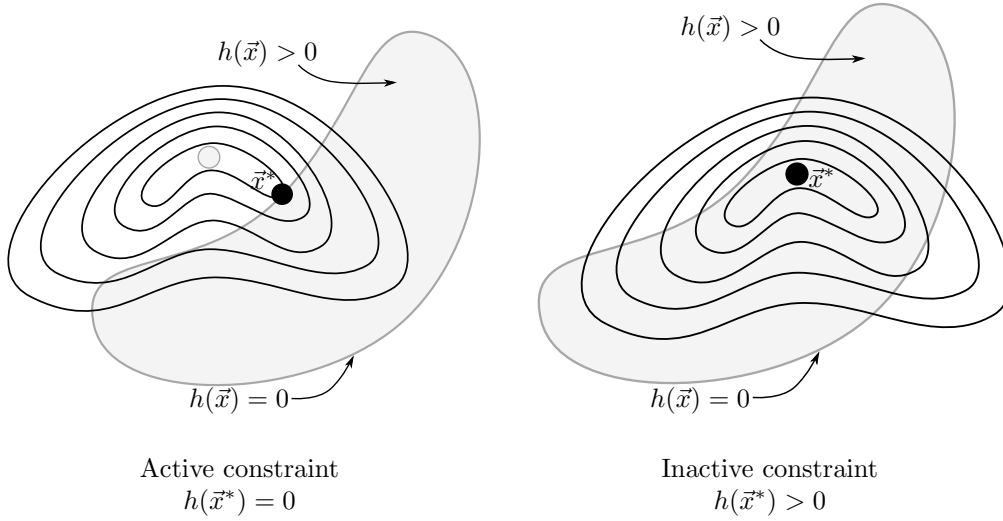 h(x⃗) > 0
x⃗*
h(x⃗) = 0
Active constraint
h(x⃗*) = 0
h(x⃗) > 0
x⃗*
h(x⃗) = 0
Inactive constraint
h(x⃗*) > 0